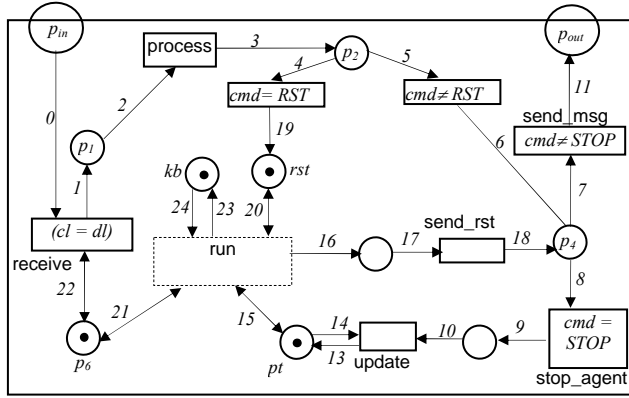 p_in
process
3
p_2
5
p_out
4
2
0
cmd= RST
cmd≠ RST
11
send_msg
cmd≠ STOP
19
p_1
6
kb
rst
1
7
24
23
20
(cl = dl)
receive
run
16
17
send_rst
18
p_4
22
21
8
15
14
10
9
cmd =
STOP
13
p_6
pt
update
stop_agent